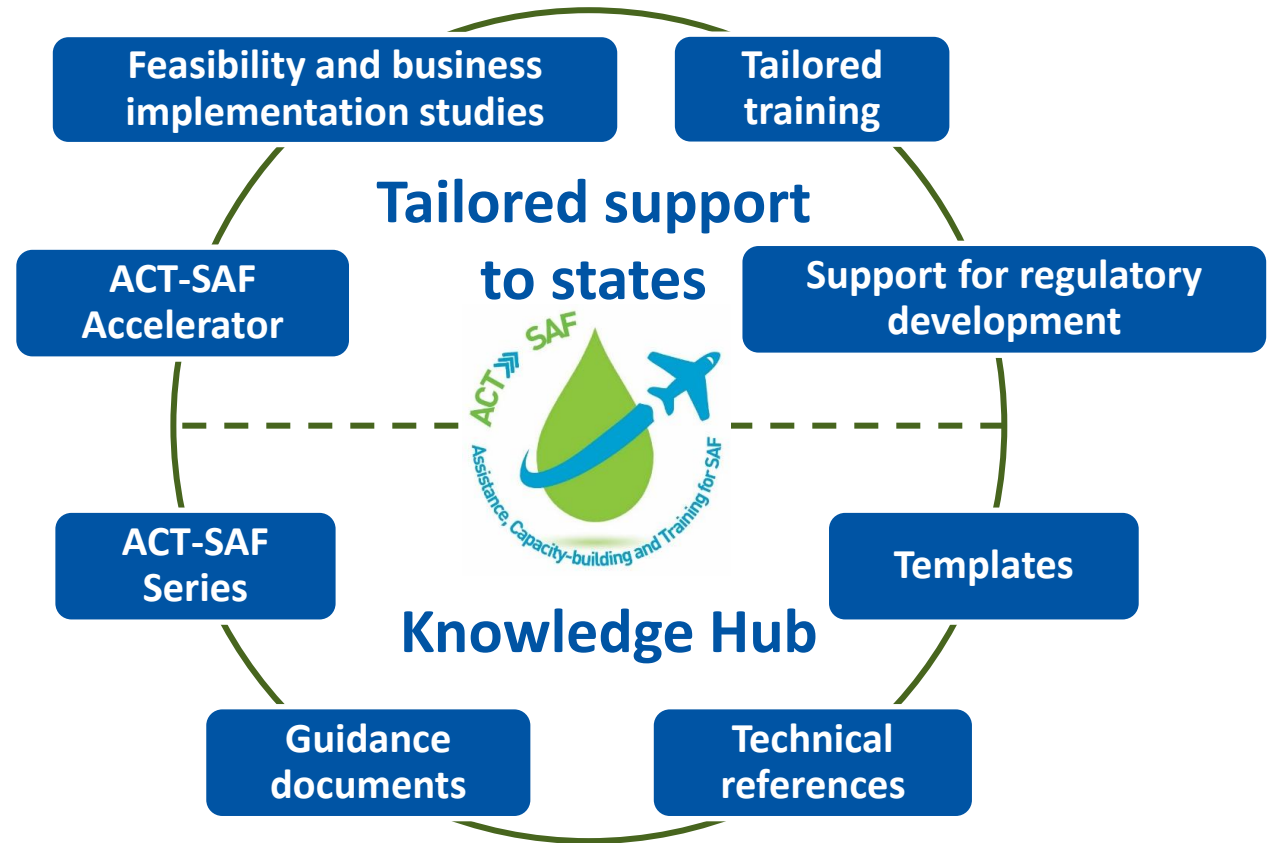 Feasibility and business
implementation studies
Tailored
training
Tailored support
to states
ACT-SAF
Accelerator
Support for regulatory
development
ACT SAF
Assistance, Capacity-building and Training for SAF
ACT-SAF
Series
Templates
Knowledge Hub
Guidance
documents
Technical
references